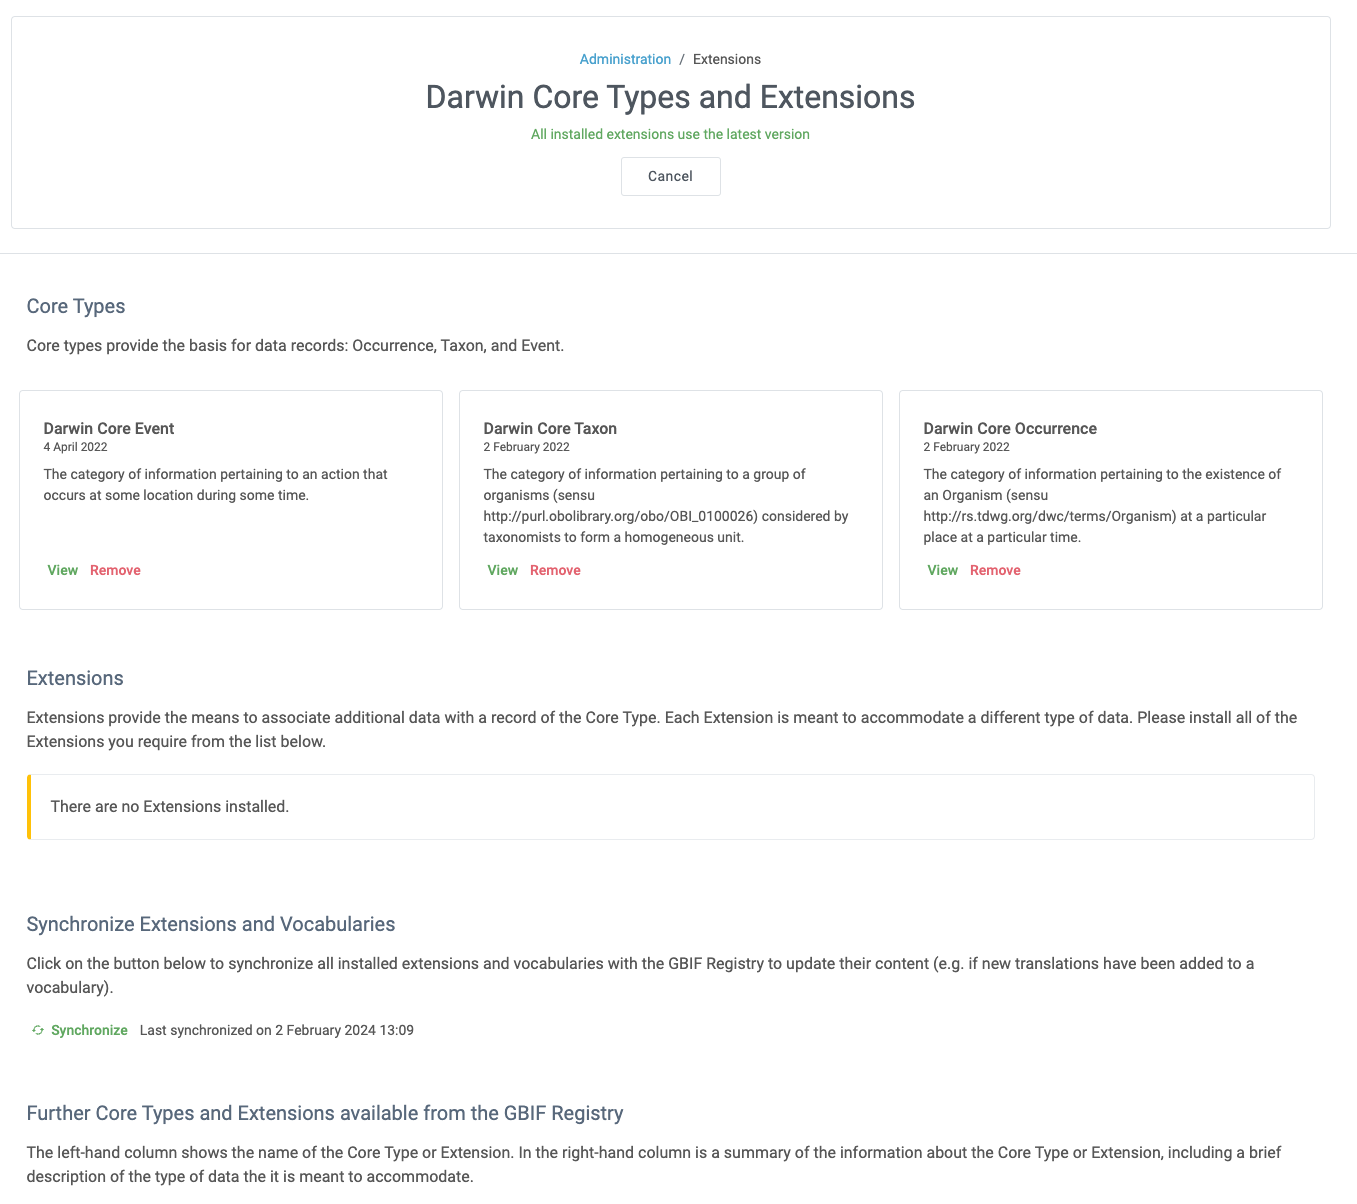 Administration / Extensions
Darwin Core Types and Extensions
All installed extensions use the latest version
Cancel
Core Types
Core types provide the basis for data records: Occurrence, Taxon, and Event.
Darwin Core Event
4 April 2022
The category of information pertaining to an action that
occurs at some location during some time.
View Remove
Darwin Core Taxon
2 February 2022
The category of information pertaining to a group of
organisms (sensu
http://purl.obolibrary.org/obo/OBI_0100026) considered by
taxonomists to form a homogeneous unit.
View Remove
Darwin Core Occurrence
2 February 2022
The category of information pertaining to the existence of
an Organism (sensu
http://rs.tdwg.org/dwc/terms/Organism) at a particular
place at a particular time.
View Remove
Extensions
Extensions provide the means to associate additional data with a record of the Core Type. Each Extension is meant to accommodate a different type of data. Please install all of the
Extensions you require from the list below.
There are no Extensions installed.
Synchronize Extensions and Vocabularies
Click on the button below to synchronize all installed extensions and vocabularies with the GBIF Registry to update their content (e.g. if new translations have been added to a
vocabulary).
Synchronize Last synchronized on 2 February 2024 13:09
Further Core Types and Extensions available from the GBIF Registry
The left-hand column shows the name of the Core Type or Extension. In the right-hand column is a summary of the information about the Core Type or Extension, including a brief
description of the type of data the it is meant to accommodate.